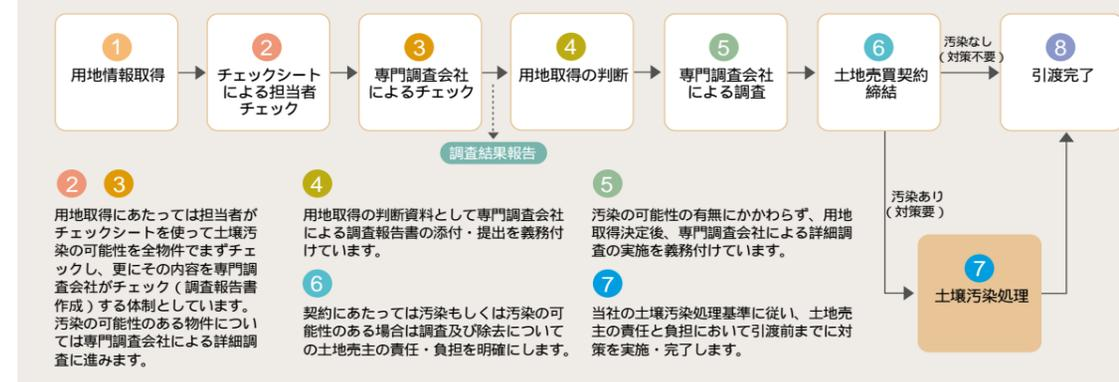 1
用地情報取得
2
チェックシート
による担当者
チェック
3
専門調査会社
によるチェック
調査結果報告
4
用地取得の判断
5
専門調査会社
による調査
6
土地売買契約
締結
汚染なし
(対策不要)
8
引渡完了
汚染あり
(対策要)
7
土壌汚染処理
2 3
用地取得にあたっては担当者が
チェックシートを使って土壌汚
染の可能性を全物件でまずチェ
ックし、更にその内容を専門調
査会社がチェック(調査報告書
作成)する体制としています。
汚染の可能性のある物件につい
ては専門調査会社による詳細調
査に進みます。
4
用地取得の判断資料として専門調査会社
による調査報告書の添付・提出を義務付
けています。
6
契約にあたっては汚染もしくは汚染の可
能性のある場合は調査及び除去について
の土地売主の責任・負担を明確にします。
5
汚染の可能性の有無にかかわらず、用地
取得決定後、専門調査会社による詳細調
査の実施を義務付けています。
7
当社の土壌汚染処理基準に従い、土地売
主の責任と負担において引渡前までに対
策を実施・完了します。